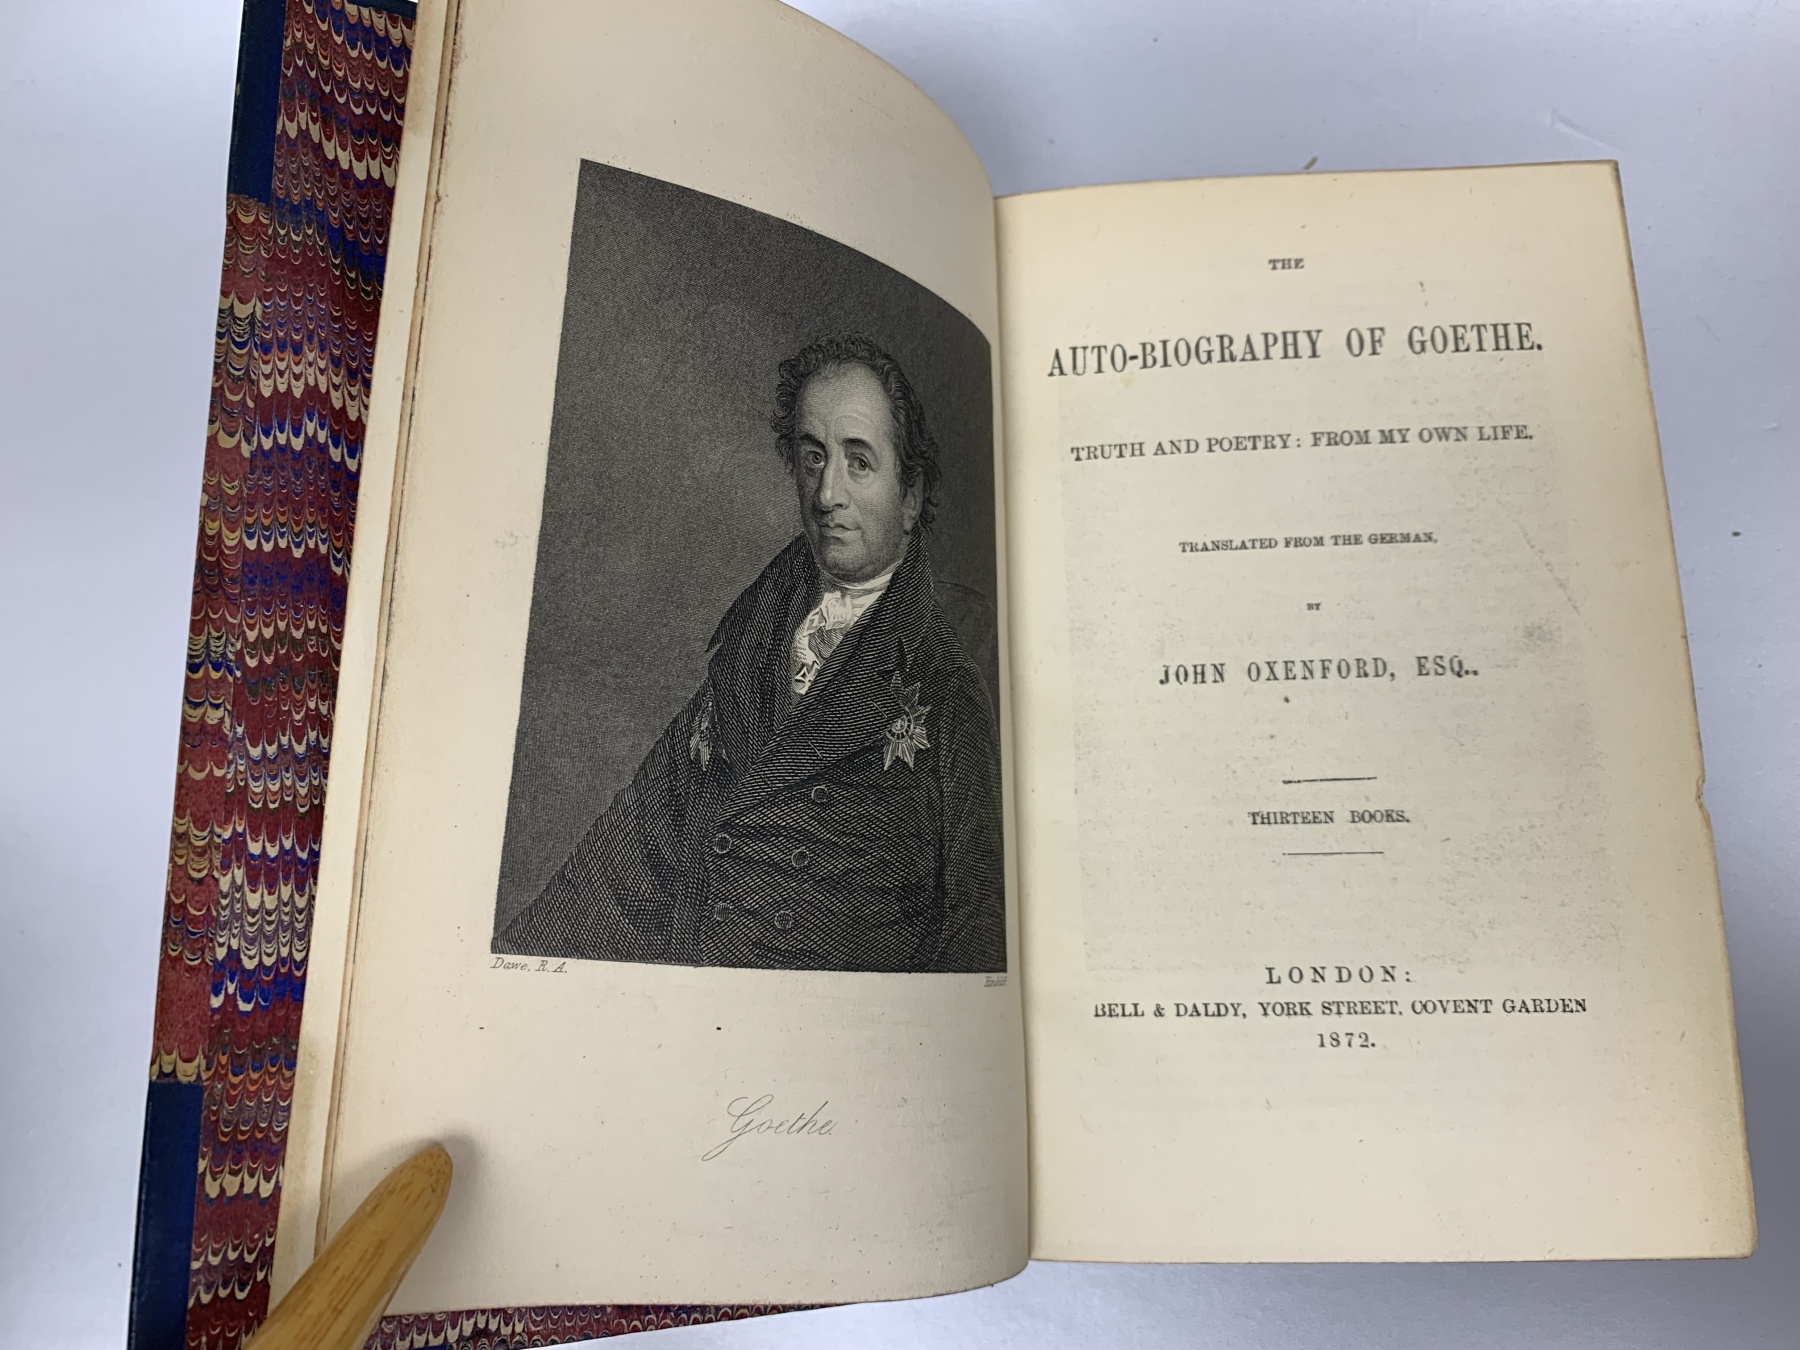 Dawe, R. A.
Goethe.
THE
AUTO-BIOGRAPHY OF GOETHE.
TRUTH AND POETRY: FROM MY OWN LIFE.
TRANSLATED FROM THE GERMAN,
BY
JOHN OXENFORD, ESQ..
THIRTEEN BOOKS.
LONDON:
BELL & DALDY, YORK STREET, COVENT GARDEN
1872.